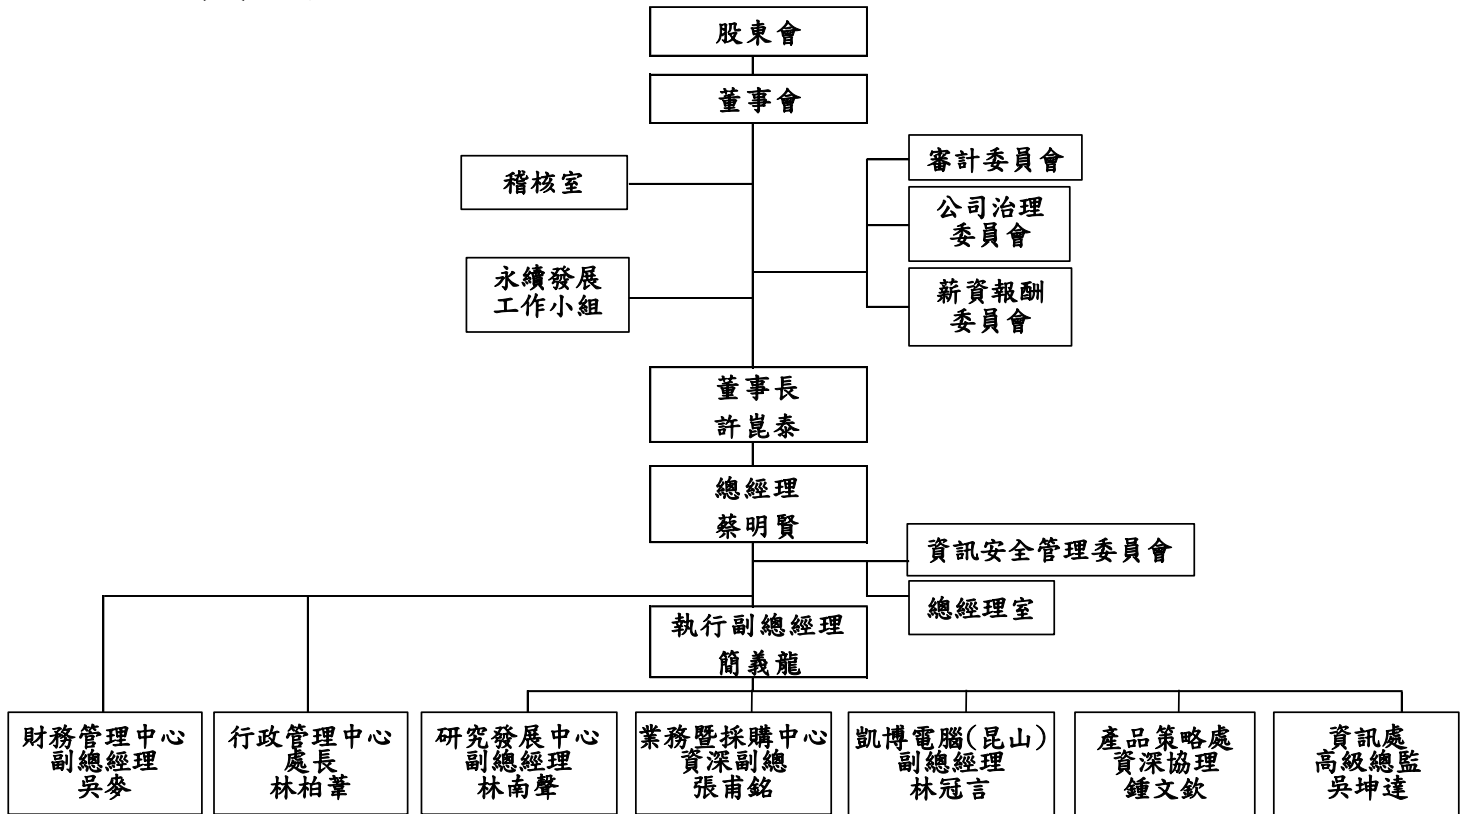 股東會
董事會
稽核室
審計委員會
公司治理
委員會
永續發展
工作小組
薪資報酬
委員會
董事長
許崑泰
總經理
蔡明賢
資訊安全管理委員會
總經理室
執行副總經理
簡義龍
財務管理中心
副總經理
吳麥
行政管理中心
處長
林柏葦
研究發展中心
副總經理
林南聲
業務暨採購中心
資深副總
張甫銘
凱博電腦(昆山)
副總經理
林冠言
產品策略處
資深協理
鍾文欽
資訊處
高級總監
吳坤達